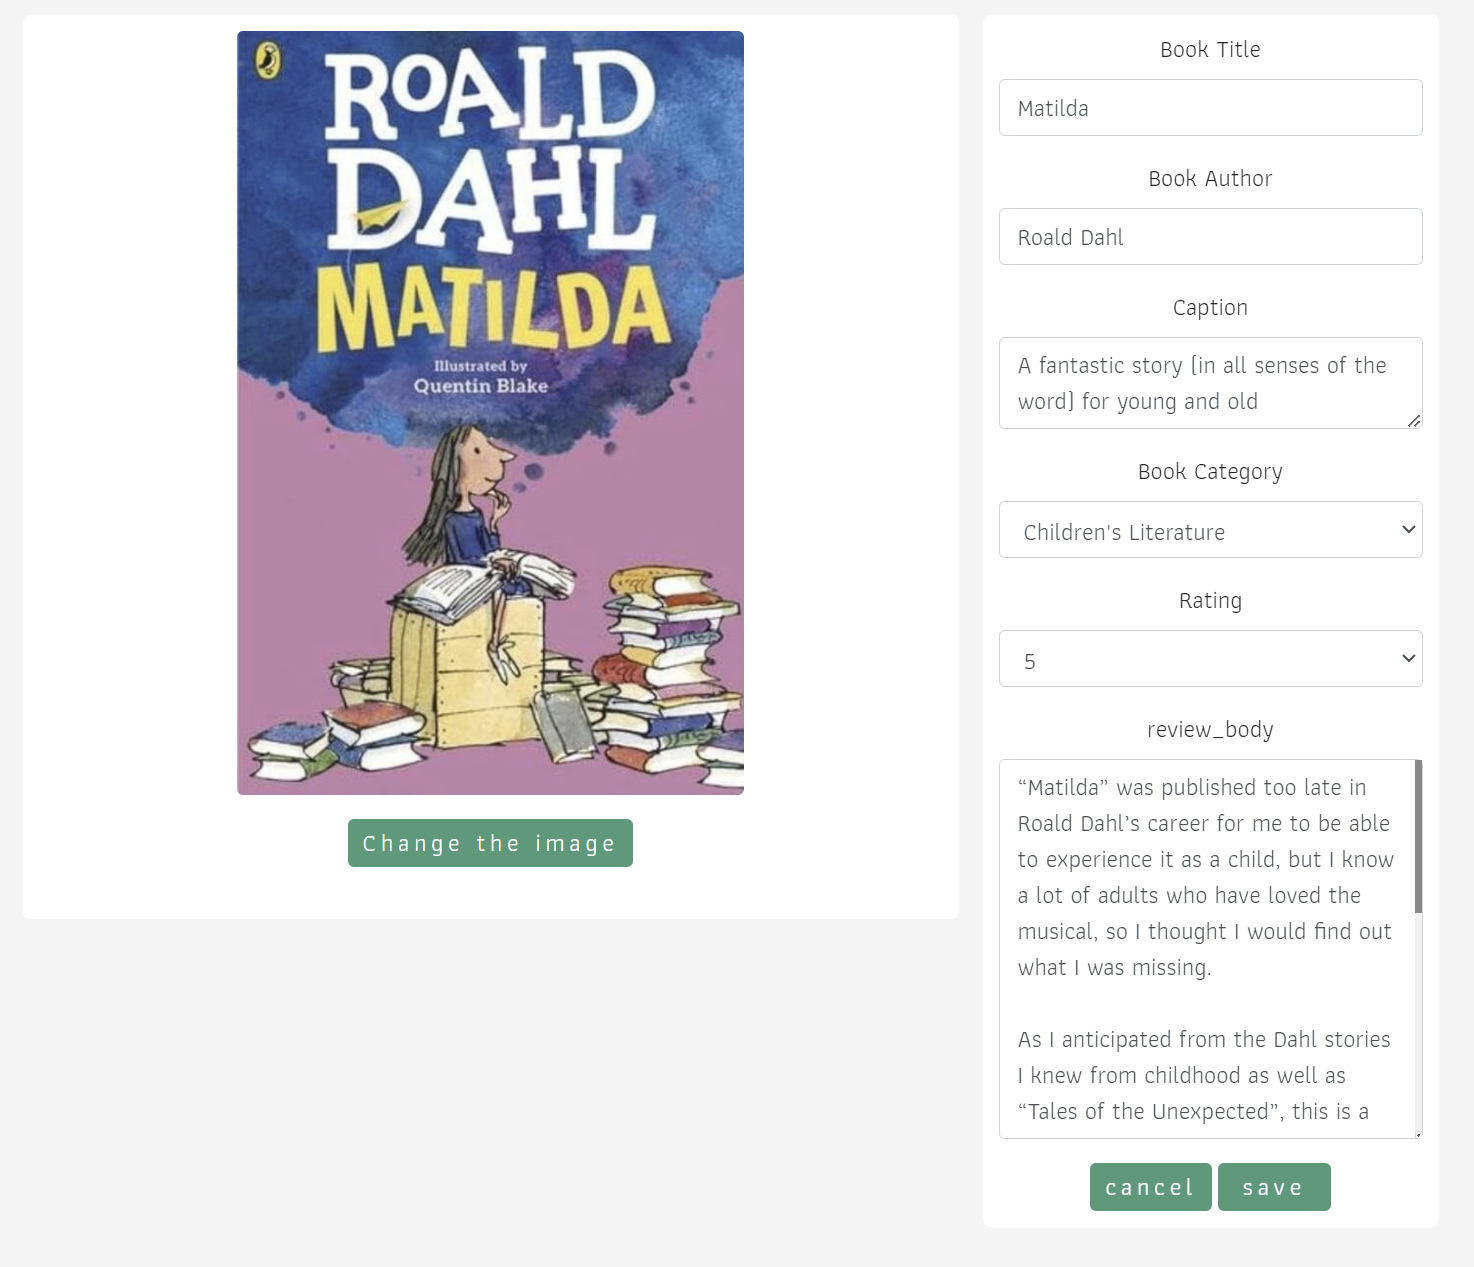 ROALD
DAHL
MATILDA
Illustrated by
Quentin Blake
Change the image
Book Title
Matilda
Book Author
Roald Dahl
Caption
A fantastic story (in all senses of the
word) for young and old
Book Category
Children's Literature
Rating
5
review_body
“Matilda” was published too late in
Roald Dahl’s career for me to be able
to experience it as a child, but I know
a lot of adults who have loved the
musical, so I thought I would find out
what I was missing.
As I anticipated from the Dahl stories
I knew from childhood as well as
“Tales of the Unexpected”, this is a
cancel save